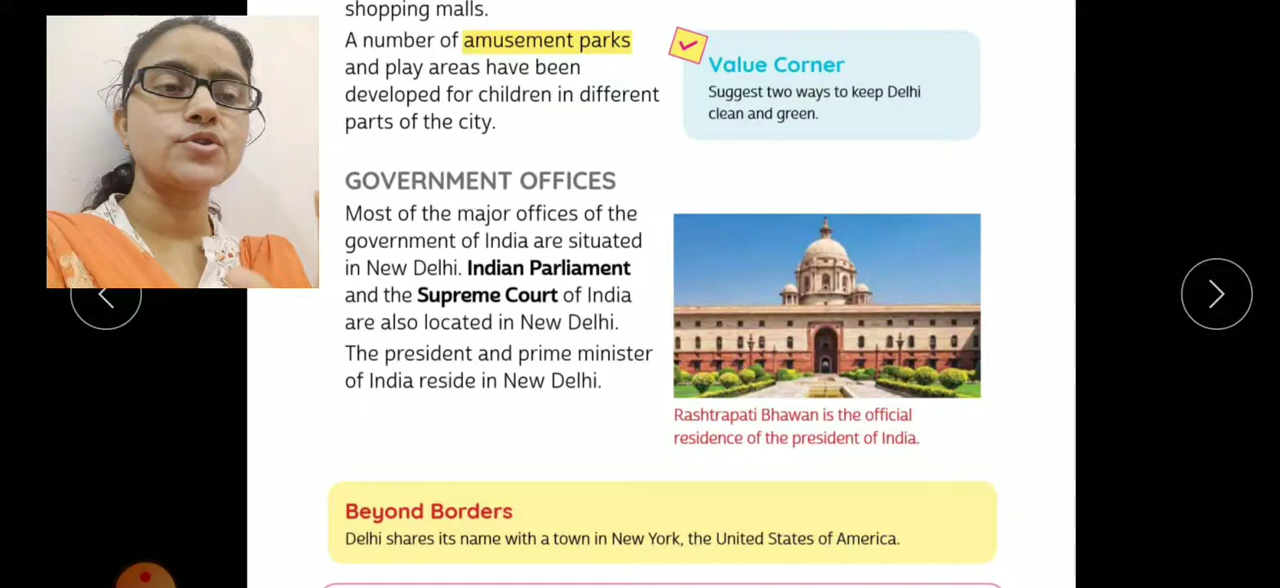 shopping malls.
A number of amusement parks
and play areas have been
developed for children in different
parts of the city.
Value Corner
Suggest two ways to keep Delhi
clean and green.
GOVERNMENT OFFICES
Most of the major offices of the
government of India are situated
in New Delhi. Indian Parliament
and the Supreme Court of India
are also located in New Delhi.
The president and prime minister
of India reside in New Delhi.
Rashtrapati Bhawan is the official
residence of the president of India.
Beyond Borders
Delhi shares its name with a town in New York, the United States of America.